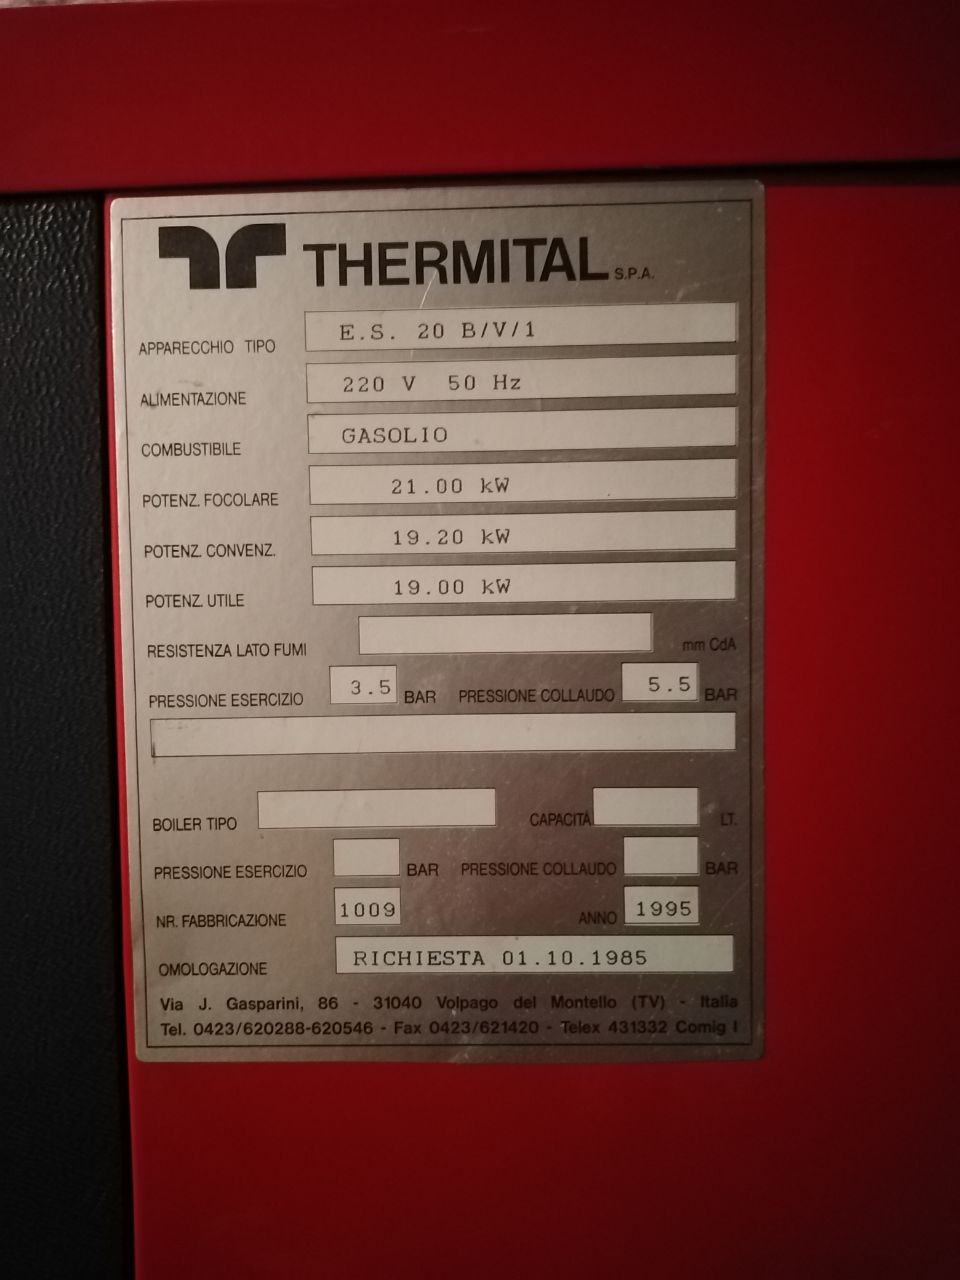 THERMITAL S.P.A.
APPARECCHIO TIPO E.S. 20 B/V/1
ALIMENTAZIONE 220 V 50 Hz
COMBUSTIBILE GASOLIO
POTENZ. FOCOLARE 21.00 kW
POTENZ. CONVENZ. 19.20 kW
POTENZ. UTILE 19.00 kW
RESISTENZA LATO FUMI mm CdA
PRESSIONE ESERCIZIO 3.5 BAR PRESSIONE COLLAUDO 5.5 BAR
BOILER TIPO CAPACITÀ LT.
PRESSIONE ESERCIZIO BAR PRESSIONE COLLAUDO BAR
NR. FABBRICAZIONE 1009 ANNO 1995
OMOLOGAZIONE RICHIESTA 01.10.1985
Via J. Gasparini, 86 - 31040 Volpago del Montello (TV) - Italia
Tel. 0423/620288-620546 - Fax 0423/621420 - Telex 431332 Comig I